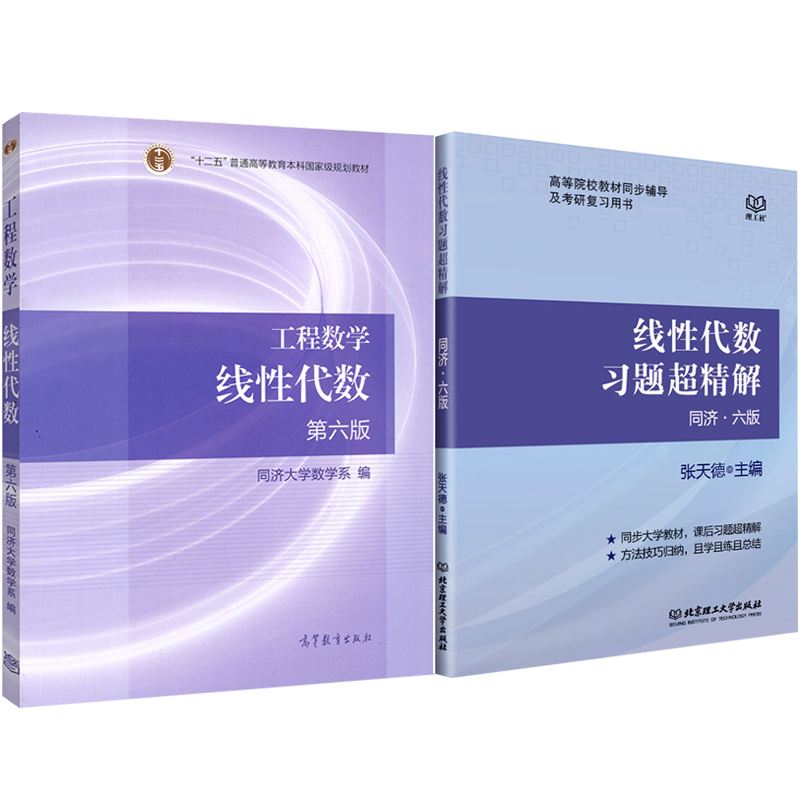 工程数学
线性代数
第六版
同济大学数学系 编
十二五
"十二五"普通高等教育本科国家级规划教材
工程数学
线性代数
第六版
同济大学数学系 编
高等教育出版社
线性代数习题超精解
同济·六版
张天德 主编
高等院校教材同步辅导
及考研复习用书
理工社
线性代数
习题超精解
同济·六版
张天德 主编
★ 同步大学教材，课后习题超精解
★ 方法技巧归纳，且学且练且总结
北京理工大学出版社
北京理工大学出版社
BEIJING INSTITUTE OF TECHNOLOGY PRESS